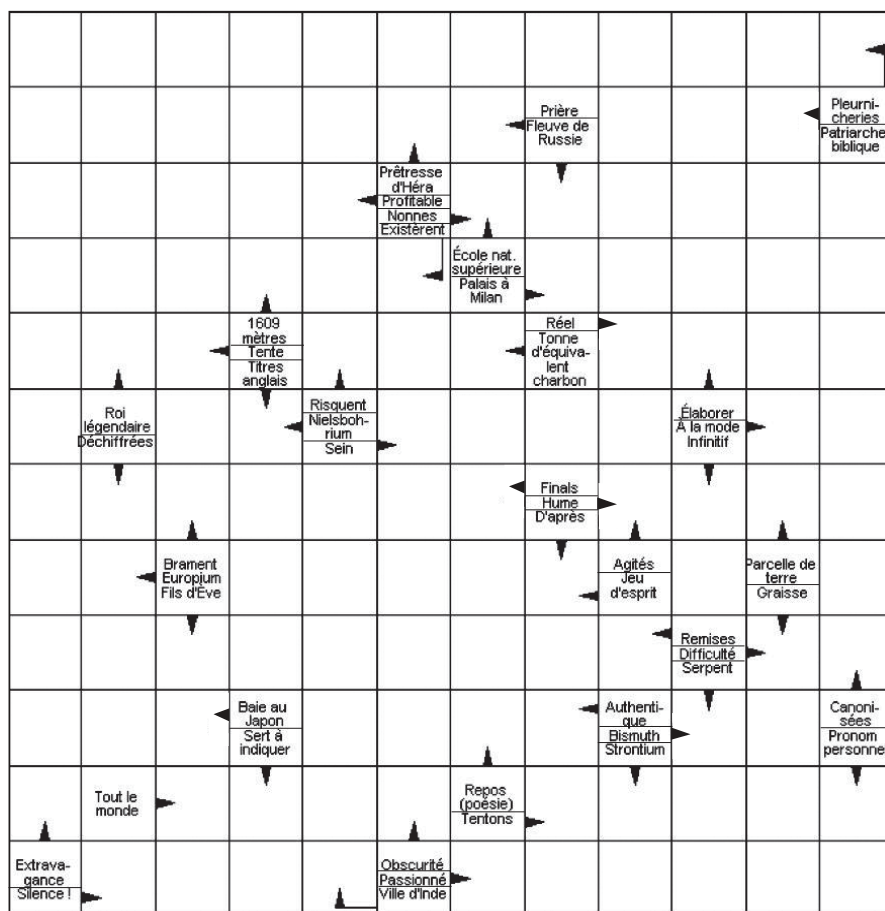 Prière
Fleuve de
Russie
Pleurni-
cheries
Patriarche
biblique
Prêtresse
d'Héra
Profitable
Nonnes
Existèrent
École nat.
supérieure
Palais à
Milan
1609
mètres
Tente
Titres
anglais
Réel
Tonne
d'équiva-
lent
charbon
Roi
légendaire
Déchiffrées
Risquent
Nielsboh-
rium
Sein
Élaborer
À la mode
Infinitif
Finals
Hume
D'après
Brament
Europium
Fils d'Ève
Agités
Jeu
d'esprit
Parcelle de
terre
Graisse
Remises
Difficulté
Serpent
Baie au
Japon
Sert à
indiquer
Authenti-
que
Bismuth
Strontium
Canoni-
sées
Pronom
personne
Tout le
monde
Repos
(poésie)
Tentons
Extrava-
gance
Silence !
Obscurité
Passionné
Ville d'Inde